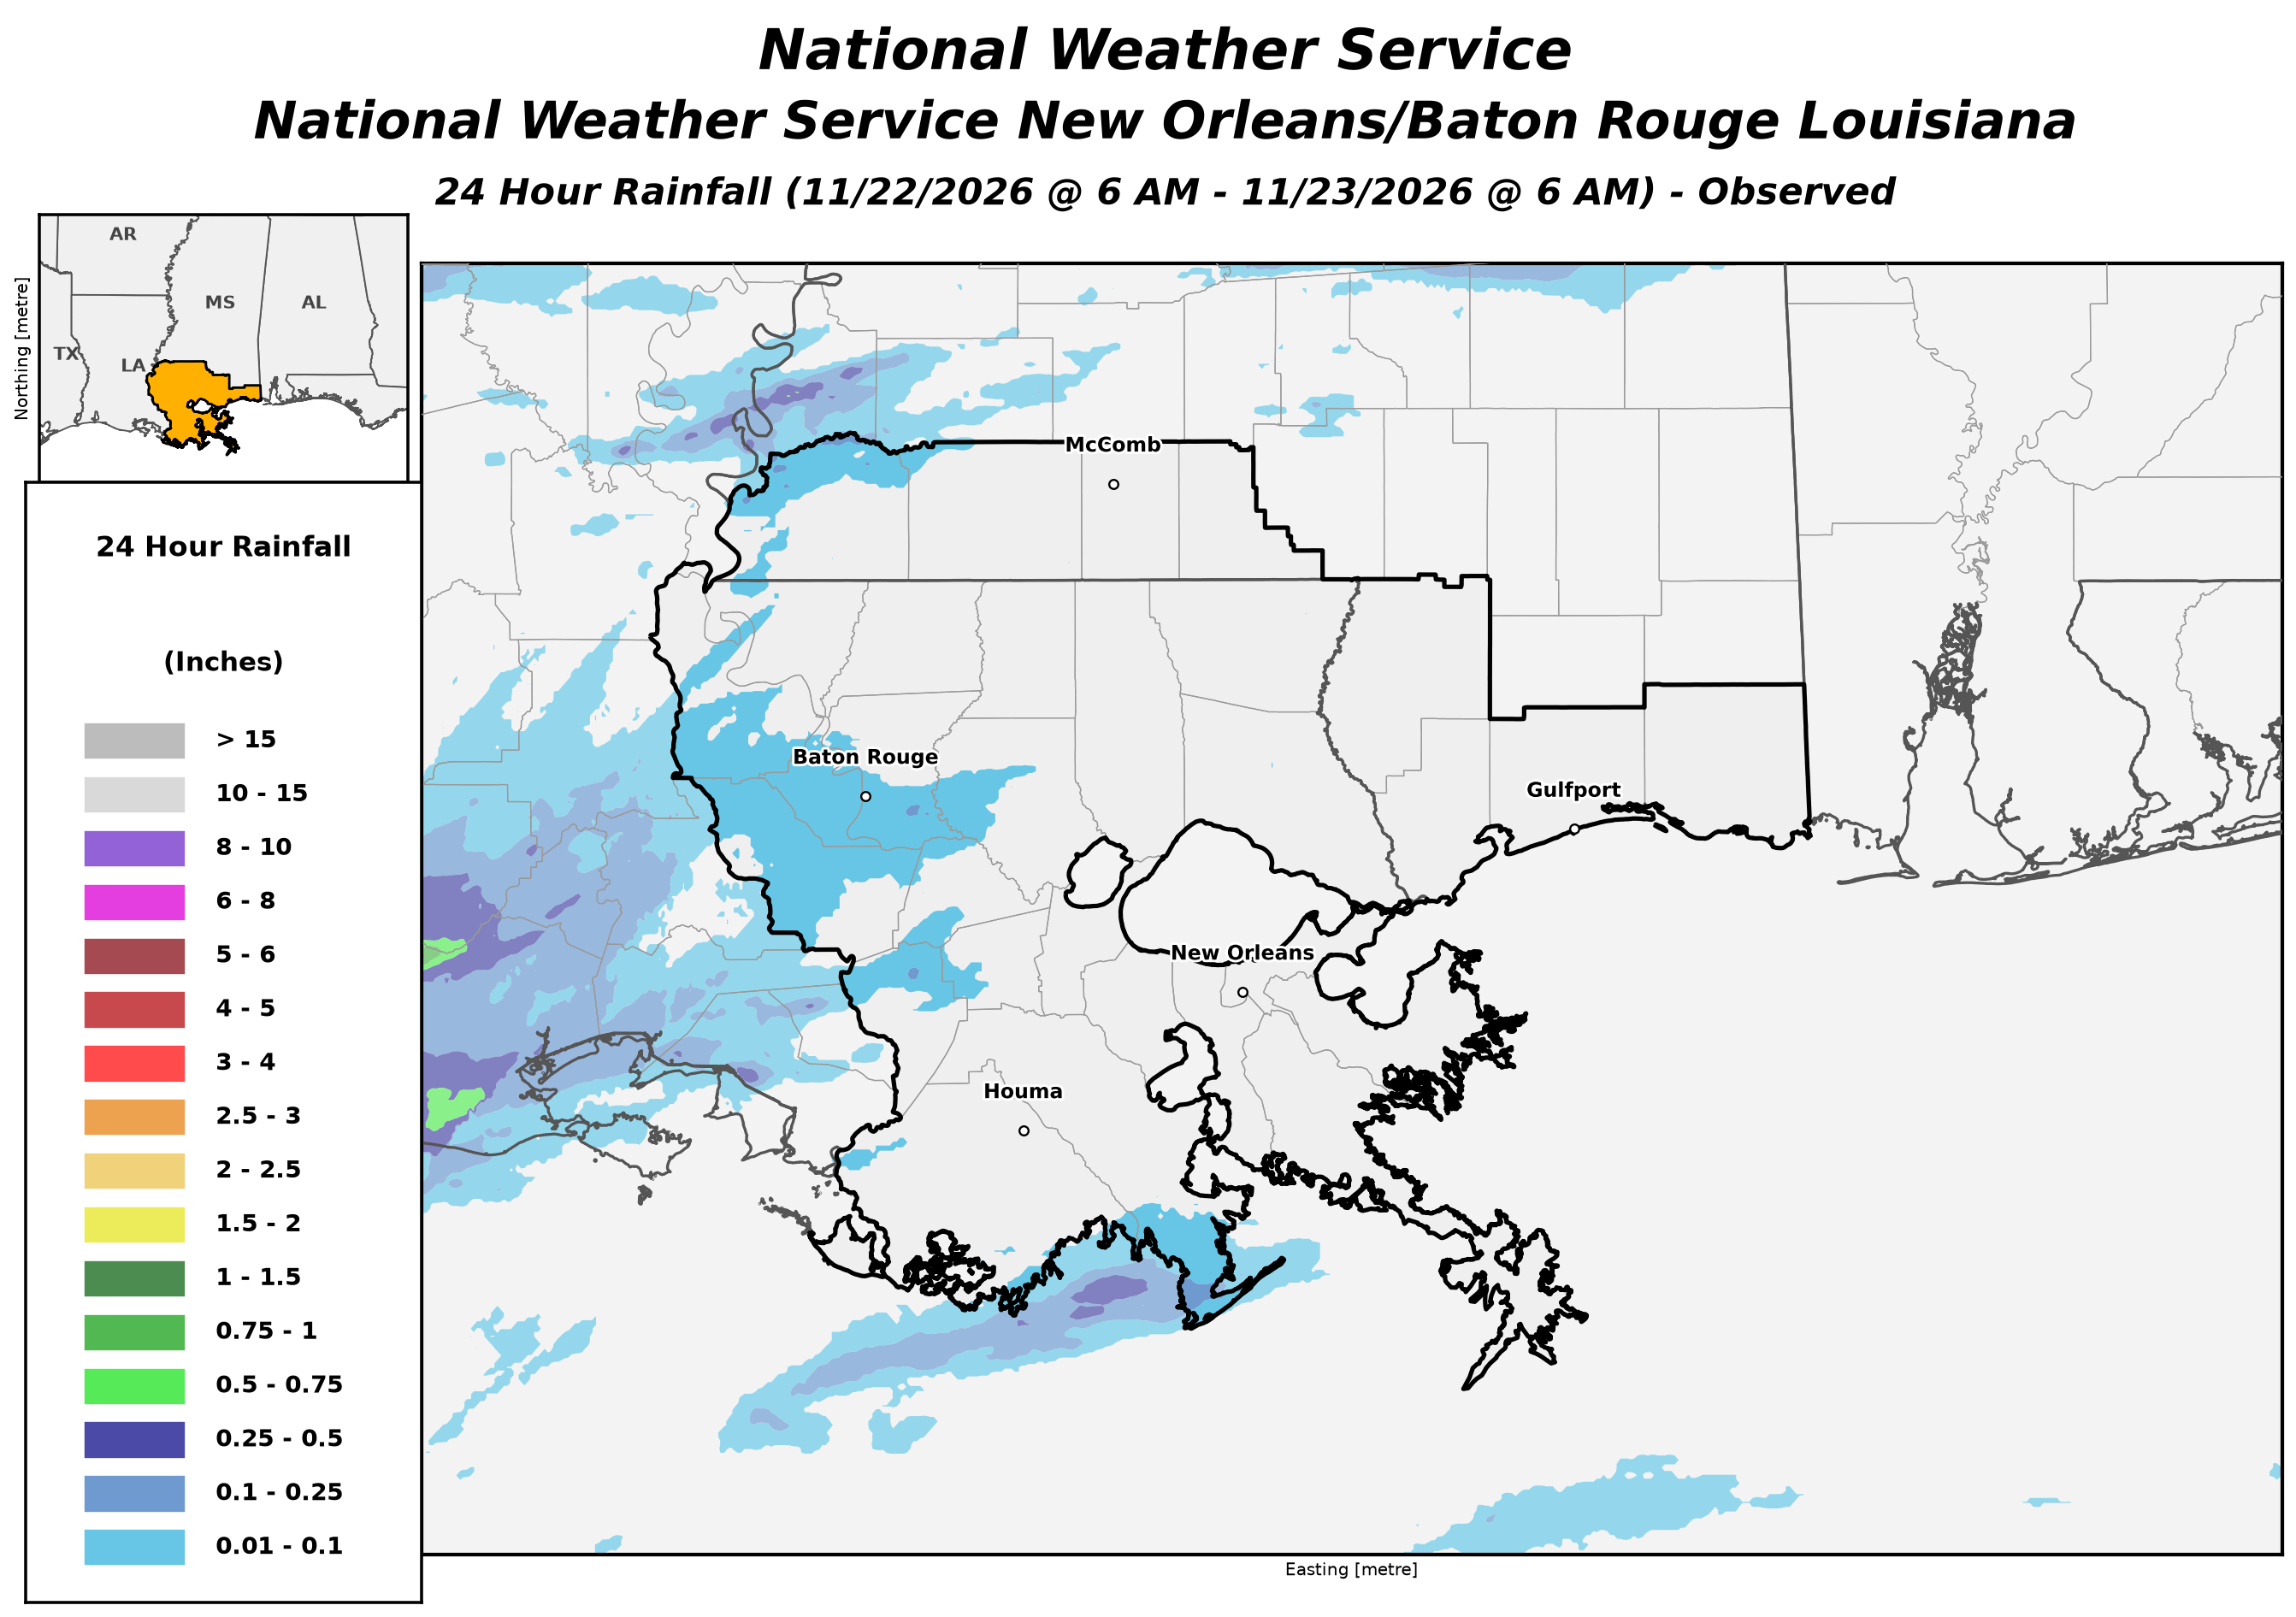 National Weather Service
National Weather Service New Orleans/Baton Rouge Louisiana
24 Hour Rainfall (11/22/2026 @ 6 AM - 11/23/2026 @ 6 AM) - Observed
Northing [metre]
AR
MS
AL
TX
LA
24 Hour Rainfall
(Inches)
> 15
10 - 15
8 - 10
6 - 8
5 - 6
4 - 5
3 - 4
2.5 - 3
2 - 2.5
1.5 - 2
1 - 1.5
0.75 - 1
0.5 - 0.75
0.25 - 0.5
0.1 - 0.25
0.01 - 0.1
McComb
Baton Rouge
Gulfport
New Orleans
Houma
Easting [metre]